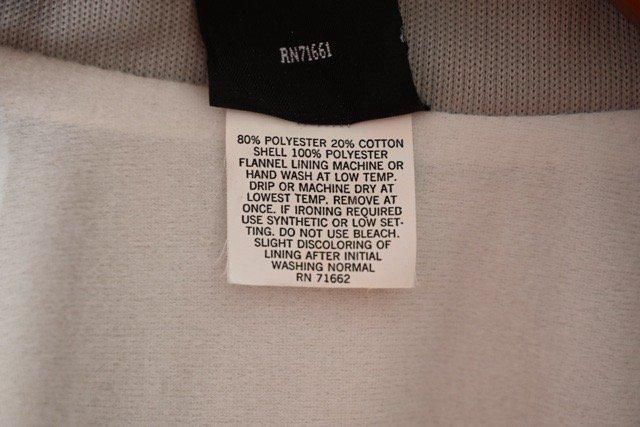 RN71661
80% POLYESTER 20% COTTON
SHELL 100% POLYESTER
FLANNEL LINING MACHINE OR
HAND WASH AT LOW TEMP.
DRIP OR MACHINE DRY AT
LOWEST TEMP. REMOVE AT
ONCE. IF IRONING REQUIRED
USE SYNTHETIC OR LOW SET-
TING. DO NOT USE BLEACH.
SLIGHT DISCOLORING OF
LINING AFTER INITIAL
WASHING NORMAL
RN 71662